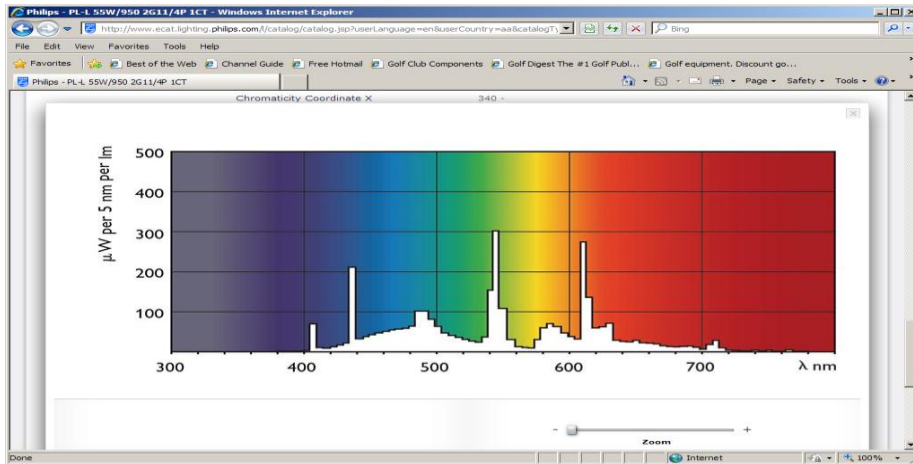 Philips - PL-L 55W/950 2G11/4P 1CT - Windows Internet Explorer
http://www.ecat.lighting.philips.com/l/catalog/catalog.jsp?userLanguage=en&userCountry=aa&catalogTy
Bing
File Edit View Favorites Tools Help
Favorites Best of the Web Channel Guide Free Hotmail Golf Club Components Golf Digest The #1 Golf Publ... Golf equipment, Discount go...
Philips - PL-L 55W/950 2G11/4P 1CT
Page Safety Tools
Chromaticity Coordinate X 340 -
µW per 5 nm per lm
500
400
300
200
100
300 400 500 600 700 λ nm
- +
Zoom
Done Internet 100%